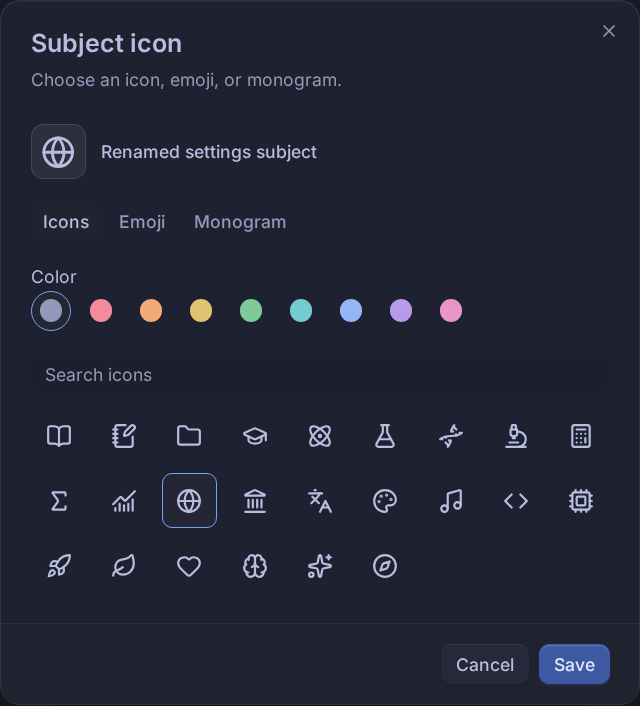 Subject icon
Choose an icon, emoji, or monogram.
Renamed settings subject
Icons Emoji Monogram
Color
Search icons
Cancel Save